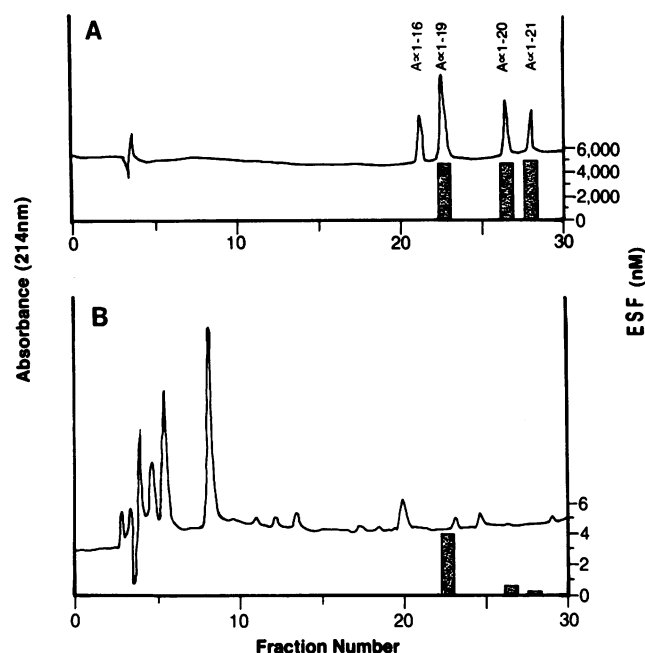 A
Aα1-16
Aα1-19
Aα1-20
Aα1-21
6,000
4,000
2,000
0
0
10
20
30
Absorbance (214nm)
ESF (nM)
B
6
4
2
0
0
10
20
30
Fraction Number